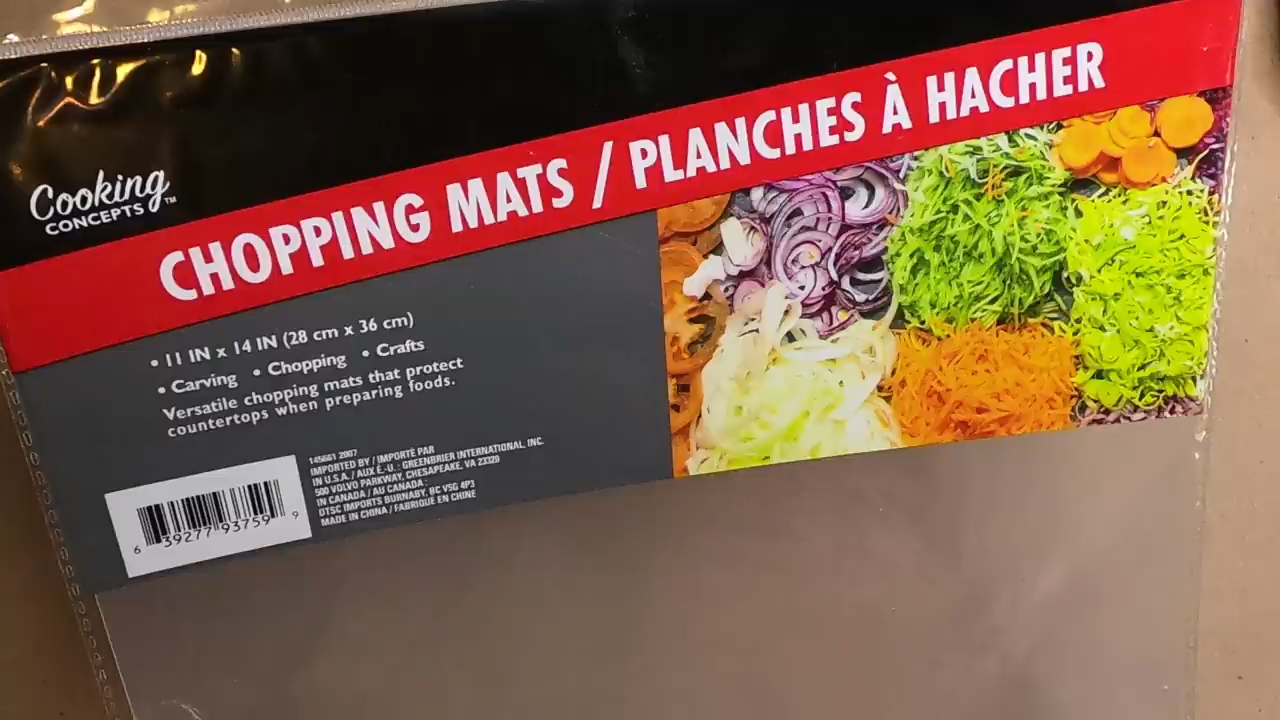 Cooking
CONCEPTS™
CHOPPING MATS / PLANCHES À HACHER
• 11 IN x 14 IN (28 cm x 36 cm)
• Carving • Chopping • Crafts
Versatile chopping mats that protect
countertops when preparing foods.
145661 2007
IMPORTED BY / IMPORTÉ PAR
IN U.S.A. / AUX É.-U. : GREENBRIER INTERNATIONAL, INC.
500 VOLVO PARKWAY, CHESAPEAKE, VA 23320
IN CANADA / AU CANADA :
DTSC IMPORTS BURNABY, BC V5G 4P3
MADE IN CHINA / FABRIQUÉ EN CHINE
6 39277 93759 9